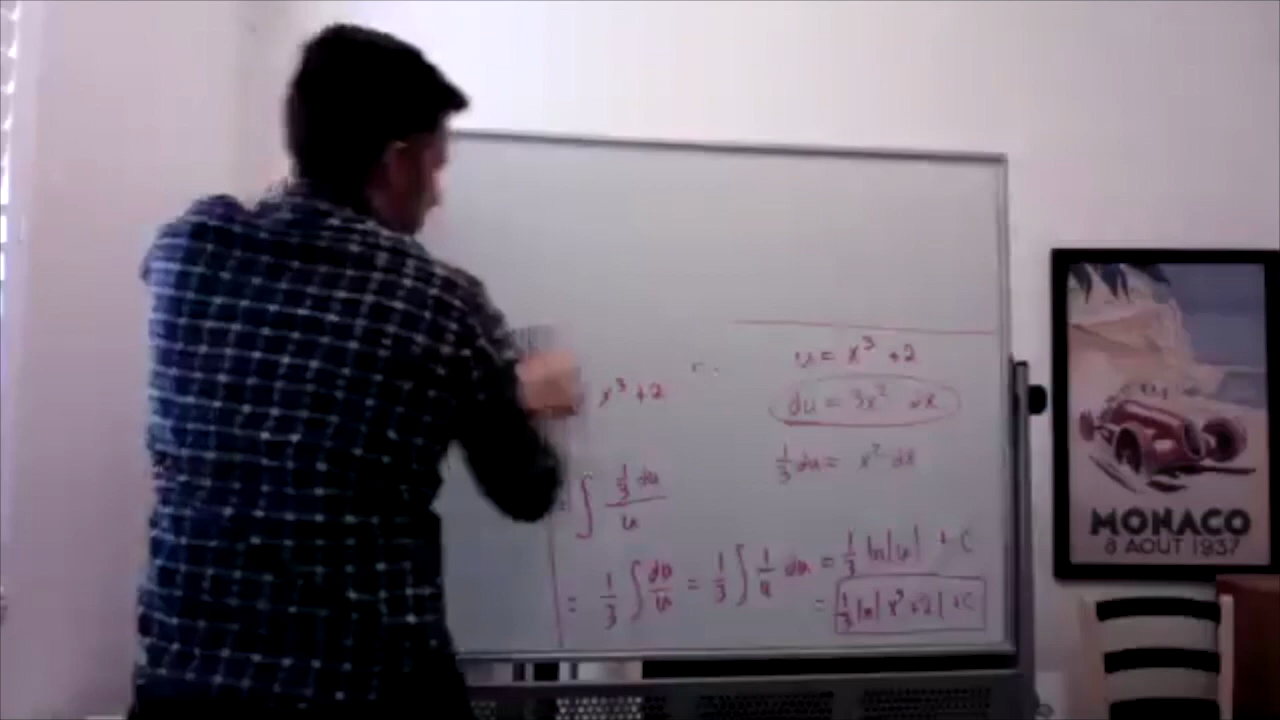 x³ + 2
= ∫ (1/3 du)/u
= 1/3 ∫ du/u = 1/3 ∫ 1/u du = 1/3 ln|u| + C
= 1/3 ln|x³+2| + C
u = x³ + 2
du = 3x² dx
1/3 du = x² dx
MONACO
8 AOUT 1937